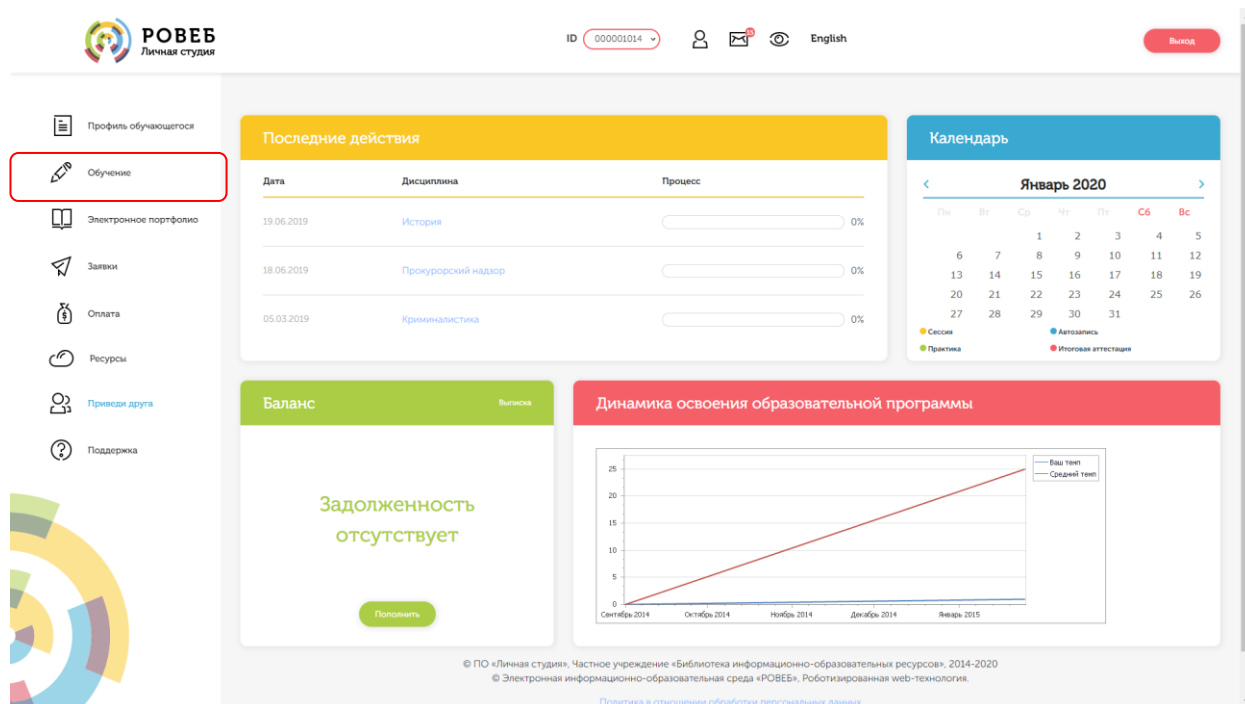 РОВЕБ
Личная студия
ID 000001014
English
Выход
Профиль обучающегося
Обучение
Электронное портфолио
Заявки
Оплата
Ресурсы
Приведи друга
Поддержка
Последние действия
Дата Дисциплина Процесс
19.06.2019 История 0%
18.06.2019 Прокурорский надзор 0%
05.03.2019 Криминалистика 0%
Календарь
Январь 2020
Пн Вт Ср Чт Пт Сб Вс
1 2 3 4 5
6 7 8 9 10 11 12
13 14 15 16 17 18 19
20 21 22 23 24 25 26
27 28 29 30 31
Сессия Автозапись
Практика Итоговая аттестация
Баланс Выписка
Задолженность
отсутствует
Пополнить
Динамика освоения образовательной программы
Ваш темп
Средний темп
25
20
15
10
5
0
Сентябрь 2014 Октябрь 2014 Ноябрь 2014 Декабрь 2014 Январь 2015
© ПО «Личная студия», Частное учреждение «Библиотека информационно-образовательных ресурсов», 2014-2020
© Электронная информационно-образовательная среда «РОВЕБ», Роботизированная web-технология.
Политика в отношении обработки персональных данных